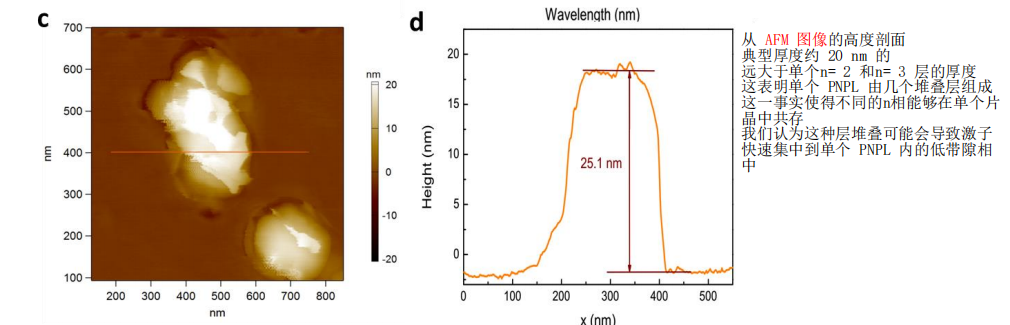 c
700
600
500
400
300
200
100
nm
200 300 400 500 600 700 800
nm
nm
20
10
0
-10
-20
d
Wavelength (nm)
20
15
10
5
0
Height (nm)
25.1 nm
0 100 200 300 400 500
x (nm)
从 AFM 图像的高度剖面
典型厚度约 20 nm 的
远大于单个n= 2 和n= 3 层的厚度
这表明单个 PNPL 由几个堆叠层组成
这一事实使得不同的n相能够在单个片
晶中共存
我们认为这种层堆叠可能会导致激子
快速集中到单个 PNPL 内的低带隙相
中